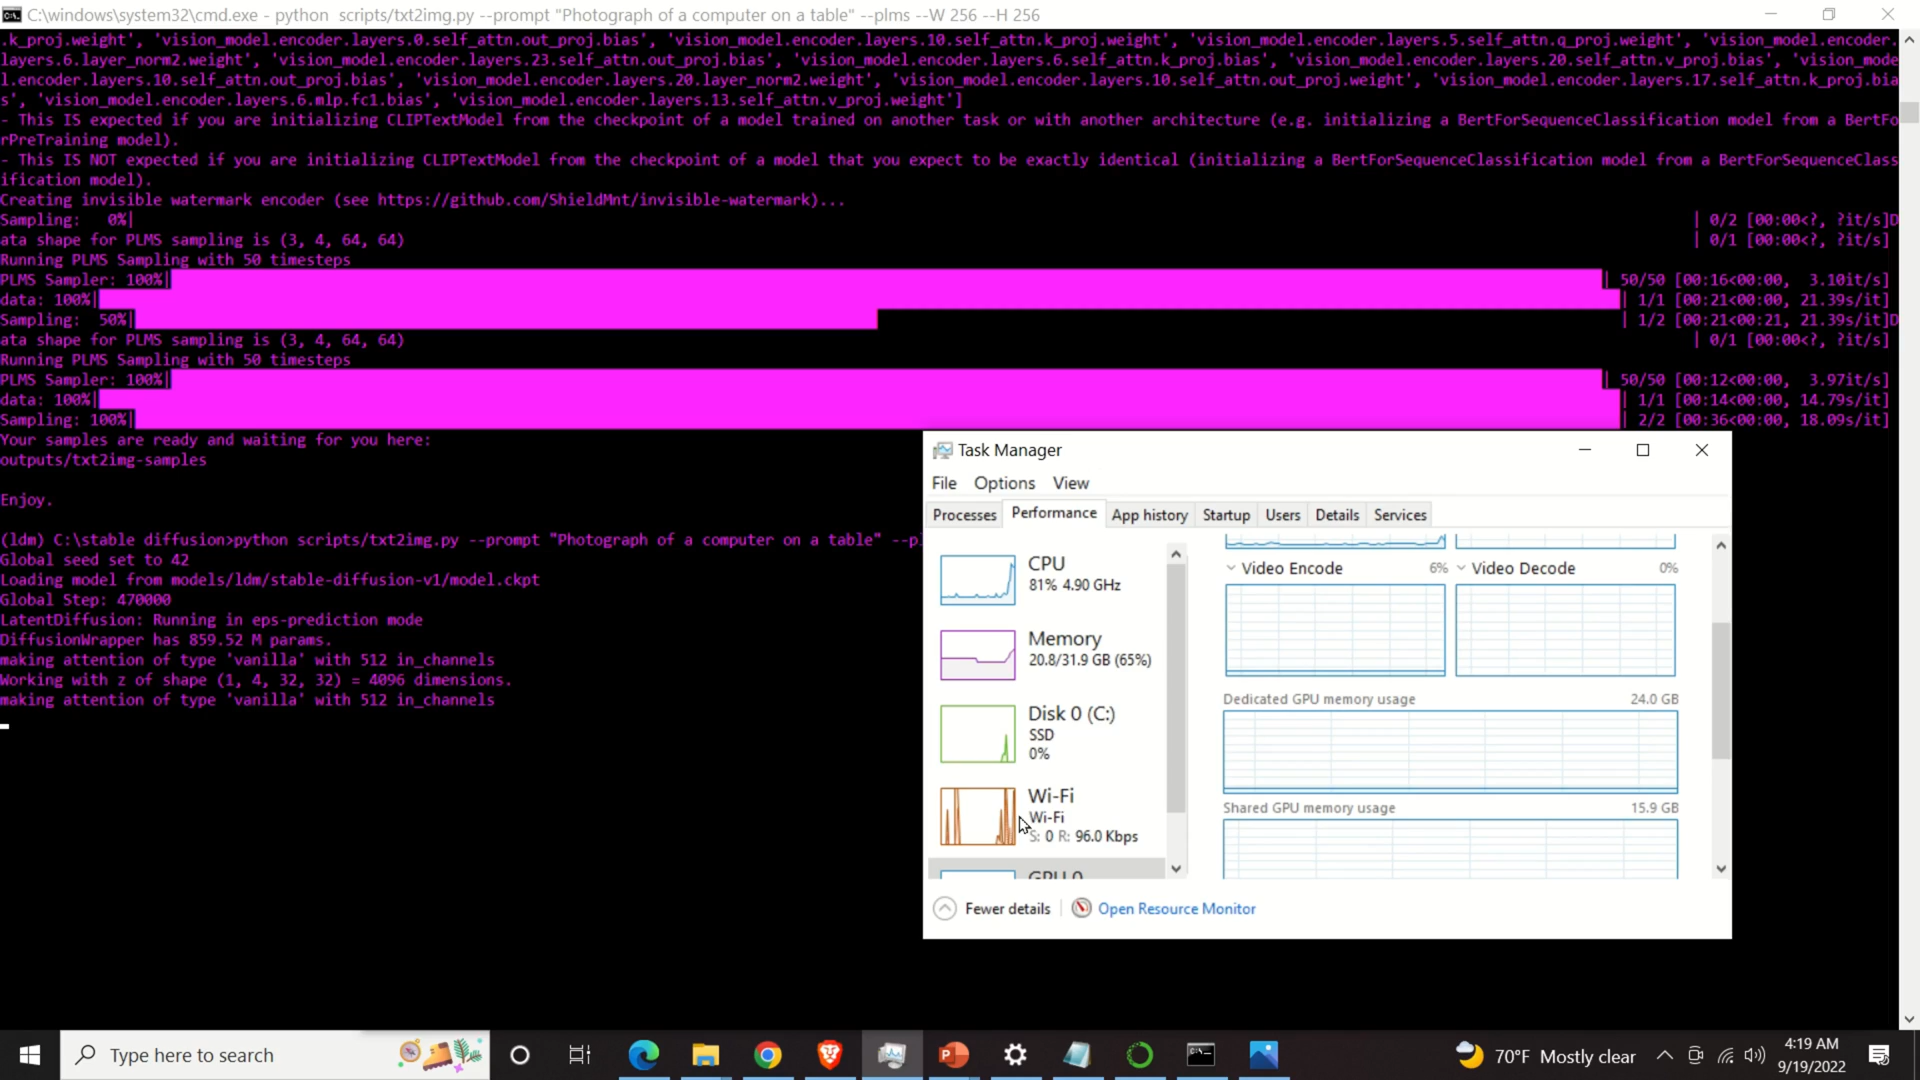 C:\windows\system32\cmd.exe - python  scripts/txt2img.py --prompt "Photograph of a computer on a table" --plms --W 256 --H 256
.k_proj.weight', 'vision_model.encoder.layers.0.self_attn.out_proj.bias', 'vision_model.encoder.layers.10.self_attn.k_proj.weight', 'vision_model.encoder.layers.5.self_attn.q_proj.weight', 'vision_model.encoder.
layers.6.layer_norm2.weight', 'vision_model.encoder.layers.23.self_attn.out_proj.bias', 'vision_model.encoder.layers.6.self_attn.k_proj.bias', 'vision_model.encoder.layers.20.self_attn.v_proj.bias', 'vision_mode
l.encoder.layers.10.self_attn.out_proj.bias', 'vision_model.encoder.layers.20.layer_norm2.weight', 'vision_model.encoder.layers.10.self_attn.out_proj.weight', 'vision_model.encoder.layers.17.self_attn.k_proj.bia
s', 'vision_model.encoder.layers.6.mlp.fc1.bias', 'vision_model.encoder.layers.13.self_attn.v_proj.weight']
- This IS expected if you are initializing CLIPTextModel from the checkpoint of a model trained on another task or with another architecture (e.g. initializing a BertForSequenceClassification model from a BertFo
rPreTraining model).
- This IS NOT expected if you are initializing CLIPTextModel from the checkpoint of a model that you expect to be exactly identical (initializing a BertForSequenceClassification model from a BertForSequenceClass
ification model).
Creating invisible watermark encoder (see https://github.com/ShieldMnt/invisible-watermark)...
Sampling:   0%| | 0/2 [00:00<?, ?it/s]D
ata shape for PLMS sampling is (3, 4, 64, 64) | 0/1 [00:00<?, ?it/s]
Running PLMS Sampling with 50 timesteps
PLMS Sampler: 100%| | 50/50 [00:16<00:00,  3.10it/s]
data: 100%| | 1/1 [00:21<00:00, 21.39s/it]
Sampling:  50%| | 1/2 [00:21<00:21, 21.39s/it]D
ata shape for PLMS sampling is (3, 4, 64, 64) | 0/1 [00:00<?, ?it/s]
Running PLMS Sampling with 50 timesteps
PLMS Sampler: 100%| | 50/50 [00:12<00:00,  3.97it/s]
data: 100%| | 1/1 [00:14<00:00, 14.79s/it]
Sampling: 100%| | 2/2 [00:36<00:00, 18.09s/it]
Your samples are ready and waiting for you here:
outputs/txt2img-samples
Enjoy.
(ldm) C:\stable diffusion>python scripts/txt2img.py --prompt "Photograph of a computer on a table" --pl
Global seed set to 42
Loading model from models/ldm/stable-diffusion-v1/model.ckpt
Global Step: 470000
LatentDiffusion: Running in eps-prediction mode
DiffusionWrapper has 859.52 M params.
making attention of type 'vanilla' with 512 in_channels
Working with z of shape (1, 4, 32, 32) = 4096 dimensions.
making attention of type 'vanilla' with 512 in_channels
Task Manager
File Options View
Processes Performance App history Startup Users Details Services
CPU
81% 4.90 GHz
Memory
20.8/31.9 GB (65%)
Disk 0 (C:)
SSD
0%
Wi-Fi
Wi-Fi
S: 0 R: 96.0 Kbps
GPU 0
Video Encode 6% Video Decode 0%
Dedicated GPU memory usage 24.0 GB
Shared GPU memory usage 15.9 GB
Fewer details Open Resource Monitor
Type here to search
70°F Mostly clear
4:19 AM
9/19/2022